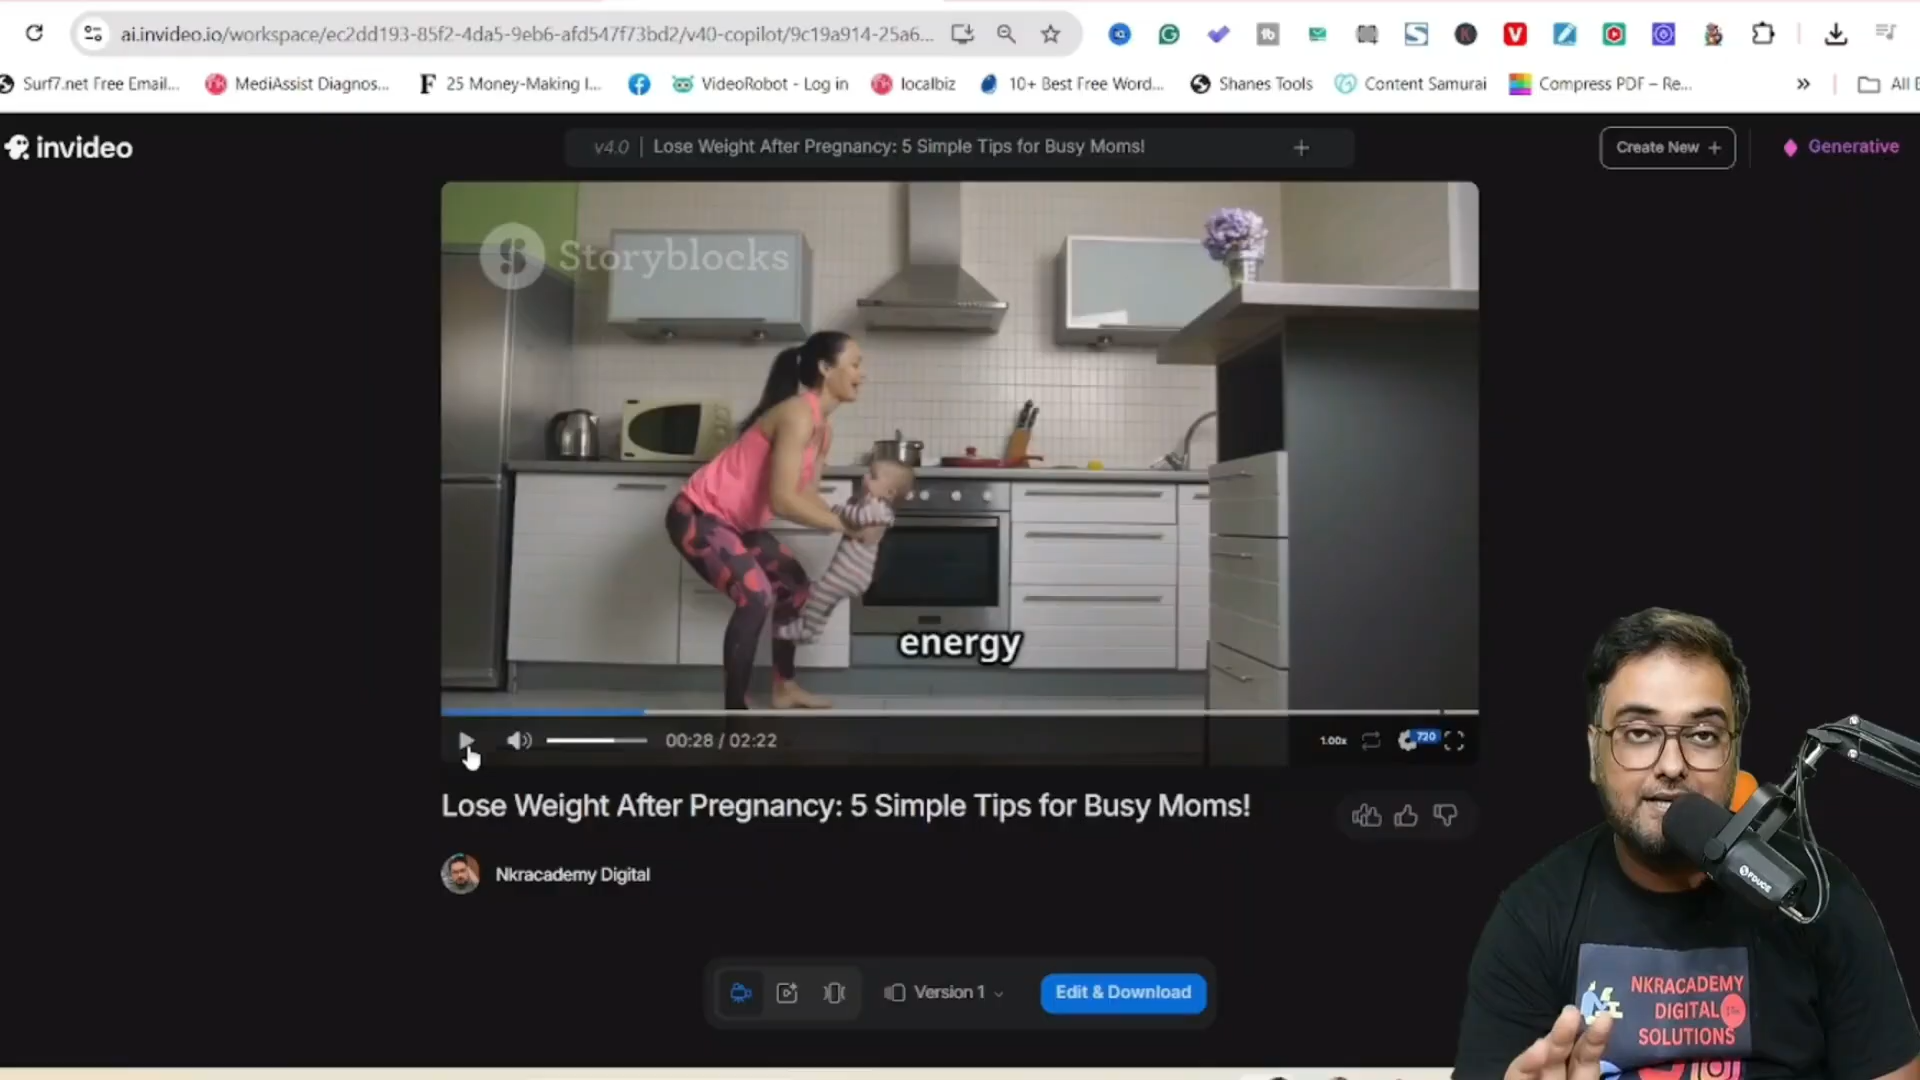 ai.invideo.io/workspace/ec2dd193-85f2-4da5-9eb6-afd547f73bd2/v40-copilot/9c19a914-25a6...
Surf7.net Free Email... MediAssist Diagnos... 25 Money-Making I... VideoRobot - Log in localbiz 10+ Best Free Word... Shanes Tools Content Samurai Compress PDF – Re... » All
invideo
v4.0 | Lose Weight After Pregnancy: 5 Simple Tips for Busy Moms! +
Create New +
Generative
Storyblocks
energy
00:28 / 02:22
1.00x
720
Lose Weight After Pregnancy: 5 Simple Tips for Busy Moms!
Nkracademy Digital
Version 1
Edit & Download
FDUCE
NKRACADEMY
DIGITAL
SOLUTIONS